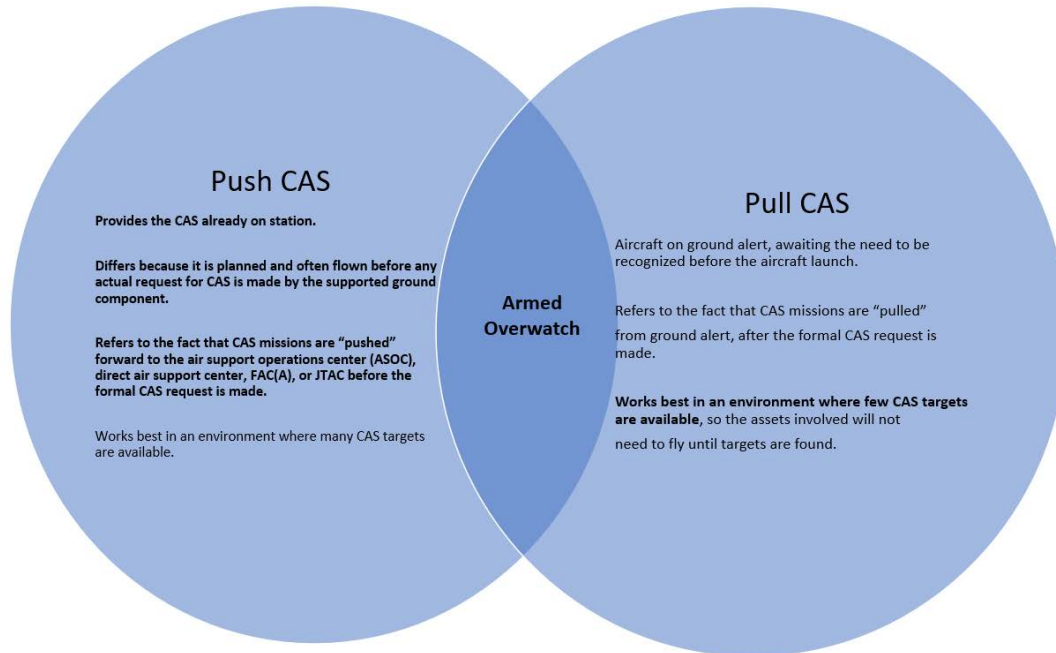 Push CAS
Provides the CAS already on station.
Differs because it is planned and often flown before any
actual request for CAS is made by the supported ground
component.
Refers to the fact that CAS missions are “pushed”
forward to the air support operations center (ASOC),
direct air support center, FAC(A), or JTAC before the
formal CAS request is made.
Works best in an environment where many CAS targets
are available.
Armed
Overwatch
Pull CAS
Aircraft on ground alert, awaiting the need to be
recognized before the aircraft launch.
Refers to the fact that CAS missions are “pulled”
from ground alert, after the formal CAS request is
made.
Works best in an environment where few CAS targets
are available, so the assets involved will not
need to fly until targets are found.